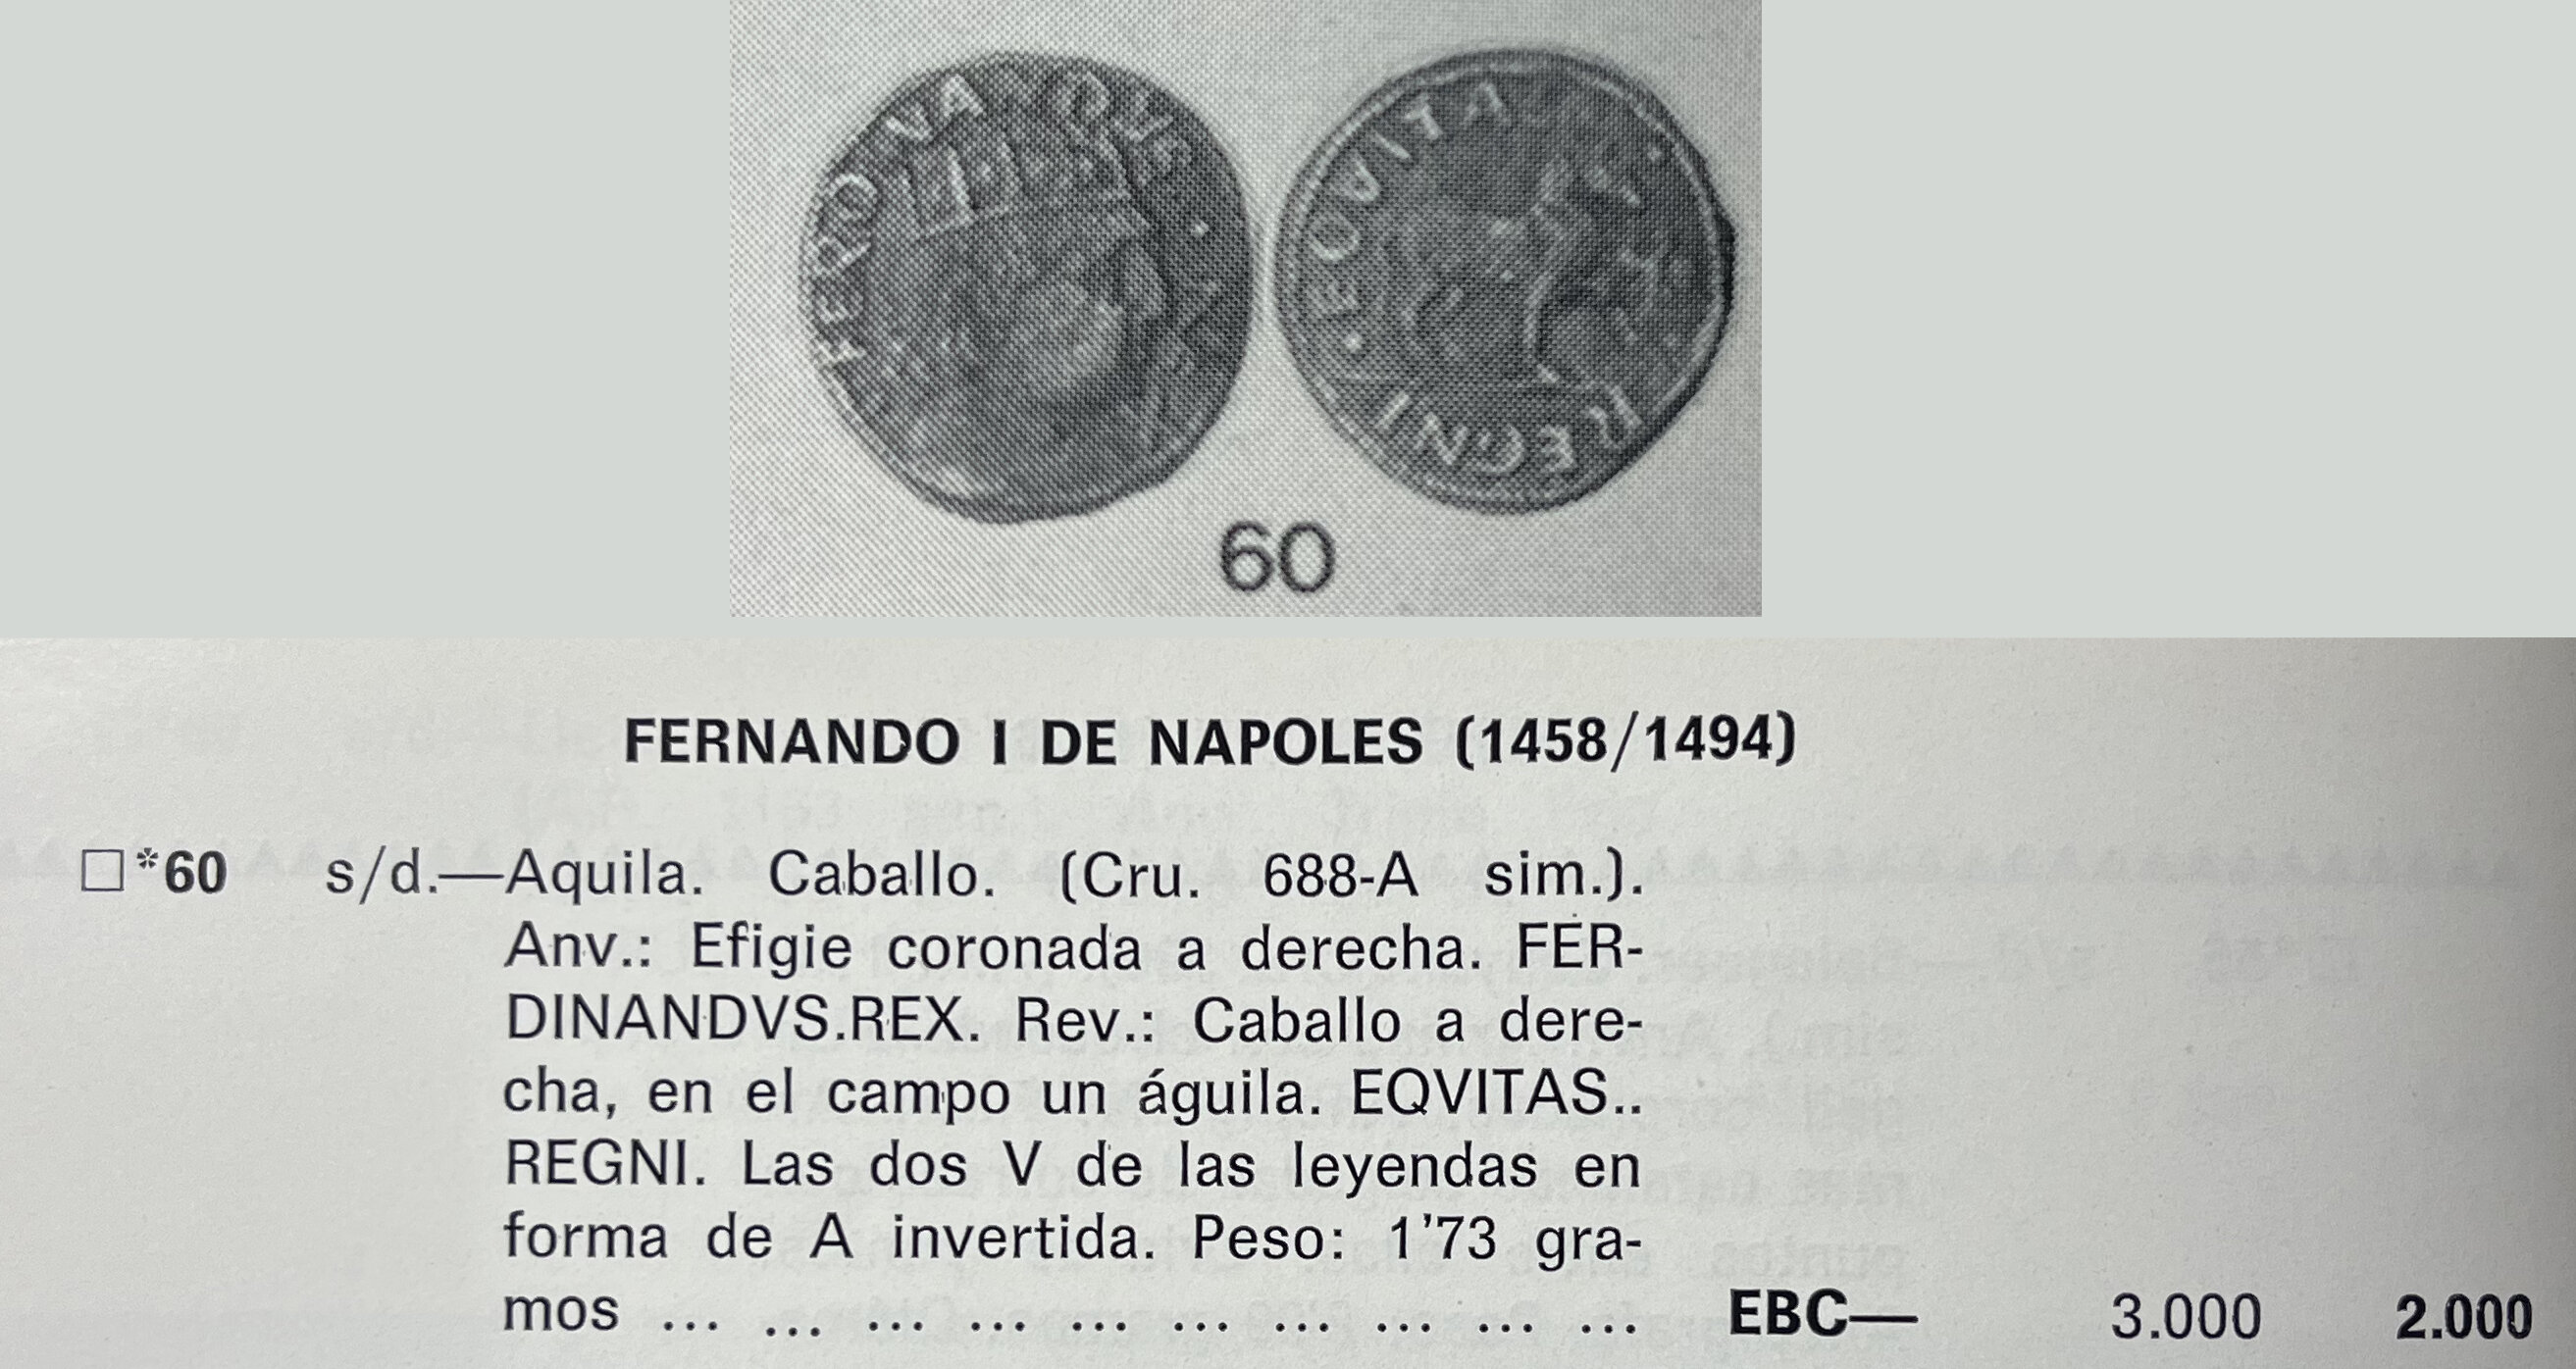 60
FERNANDO I DE NAPOLES (1458/1494)
□*60 s/d.—Aquila. Caballo. (Cru. 688-A sim.).
Anv.: Efigie coronada a derecha. FER-
DINANDVS.REX. Rev.: Caballo a dere-
cha, en el campo un águila. EQVITAS..
REGNI. Las dos V de las leyendas en
forma de A invertida. Peso: 1'73 gra-
mos ... ... ... ... ... ... ... ... ... ... EBC— 3.000 2.000